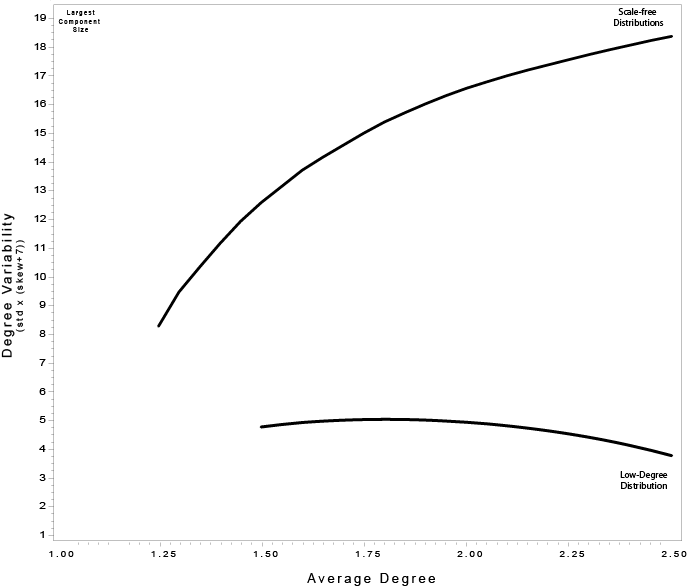 Largest
Component
Size
Scale-free
Distributions
19
18
17
16
15
14
13
12
11
10
9
8
7
6
5
4
3
2
1
Degree Variability
(std x (skew+7))
Low-Degree
Distribution
1.00 1.25 1.50 1.75 2.00 2.25 2.50
Average Degree